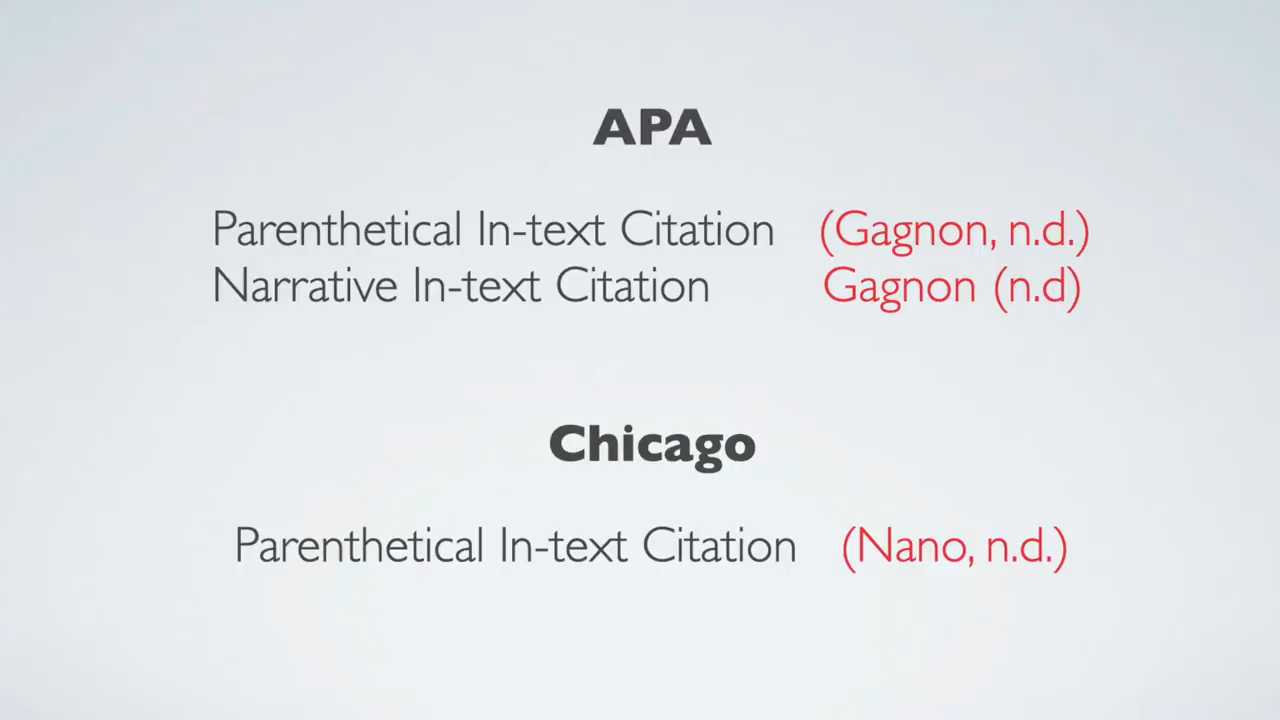 APA
Parenthetical In-text Citation (Gagnon, n.d.)
Narrative In-text Citation Gagnon (n.d)
Chicago
Parenthetical In-text Citation (Nano, n.d.)